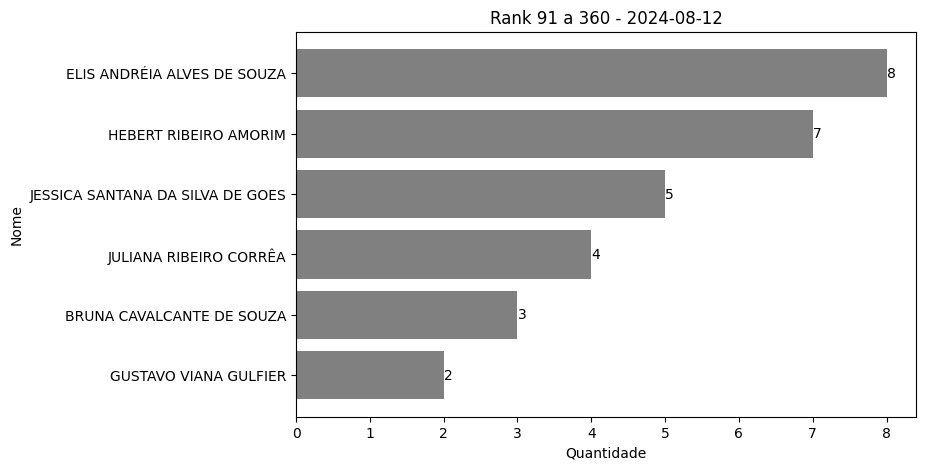 Rank 91 a 360 - 2024-08-12
Nome
ELIS ANDRÉIA ALVES DE SOUZA
8
HEBERT RIBEIRO AMORIM
7
JESSICA SANTANA DA SILVA DE GOES
5
JULIANA RIBEIRO CORRÊA
4
BRUNA CAVALCANTE DE SOUZA
3
GUSTAVO VIANA GULFIER
2
0 1 2 3 4 5 6 7 8
Quantidade